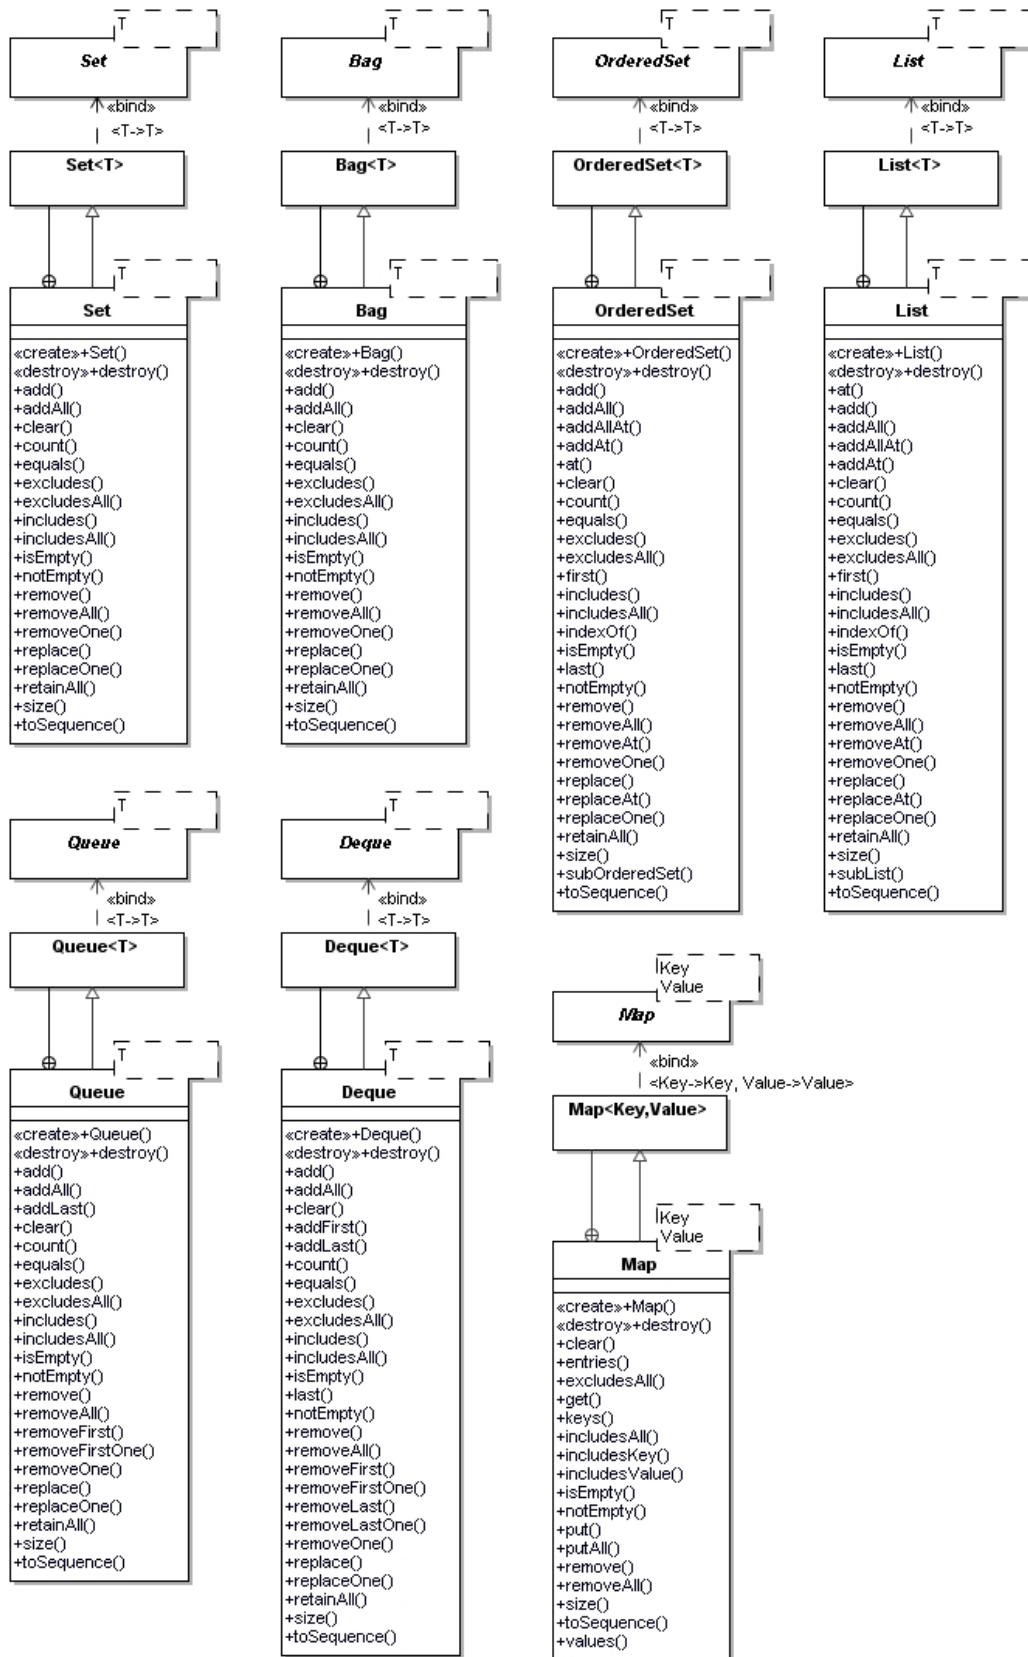 T
Set
«bind»
<T->T>
Set<T>
T
Set
«create»+Set()
«destroy»+destroy()
+add()
+addAll()
+clear()
+count()
+equals()
+excludes()
+excludesAll()
+includes()
+includesAll()
+isEmpty()
+notEmpty()
+remove()
+removeAll()
+removeOne()
+replace()
+replaceOne()
+retainAll()
+size()
+toSequence()
T
Bag
«bind»
<T->T>
Bag<T>
T
Bag
«create»+Bag()
«destroy»+destroy()
+add()
+addAll()
+clear()
+count()
+equals()
+excludes()
+excludesAll()
+includes()
+includesAll()
+isEmpty()
+notEmpty()
+remove()
+removeAll()
+removeOne()
+replace()
+replaceOne()
+retainAll()
+size()
+toSequence()
T
OrderedSet
«bind»
<T->T>
OrderedSet<T>
T
OrderedSet
«create»+OrderedSet()
«destroy»+destroy()
+add()
+addAll()
+addAllAt()
+addAt()
+at()
+clear()
+count()
+equals()
+excludes()
+excludesAll()
+first()
+includes()
+includesAll()
+indexOf()
+isEmpty()
+last()
+notEmpty()
+remove()
+removeAll()
+removeAt()
+removeOne()
+replace()
+replaceAt()
+replaceOne()
+retainAll()
+size()
+subOrderedSet()
+toSequence()
T
List
«bind»
<T->T>
List<T>
T
List
«create»+List()
«destroy»+destroy()
+at()
+add()
+addAll()
+addAllAt()
+addAt()
+clear()
+count()
+equals()
+excludes()
+excludesAll()
+first()
+includes()
+includesAll()
+indexOf()
+isEmpty()
+last()
+notEmpty()
+remove()
+removeAll()
+removeAt()
+removeOne()
+replace()
+replaceAt()
+replaceOne()
+retainAll()
+size()
+subList()
+toSequence()
T
Queue
«bind»
<T->T>
Queue<T>
T
Queue
«create»+Queue()
«destroy»+destroy()
+add()
+addAll()
+addLast()
+clear()
+count()
+equals()
+excludes()
+excludesAll()
+includes()
+includesAll()
+isEmpty()
+notEmpty()
+remove()
+removeAll()
+removeFirst()
+removeFirstOne()
+removeOne()
+replace()
+replaceOne()
+retainAll()
+size()
+toSequence()
T
Deque
«bind»
<T->T>
Deque<T>
T
Deque
«create»+Deque()
«destroy»+destroy()
+add()
+addAll()
+clear()
+addFirst()
+addLast()
+count()
+equals()
+excludes()
+excludesAll()
+includes()
+includesAll()
+isEmpty()
+last()
+notEmpty()
+remove()
+removeAll()
+removeFirst()
+removeFirstOne()
+removeLast()
+removeLastOne()
+removeOne()
+replace()
+replaceOne()
+retainAll()
+size()
+toSequence()
Key
Value
Map
«bind»
<Key->Key, Value->Value>
Map<Key,Value>
Key
Value
Map
«create»+Map()
«destroy»+destroy()
+clear()
+entries()
+excludesAll()
+get()
+keys()
+includesAll()
+includesKey()
+includesValue()
+isEmpty()
+notEmpty()
+put()
+putAll()
+remove()
+removeAll()
+size()
+toSequence()
+values()